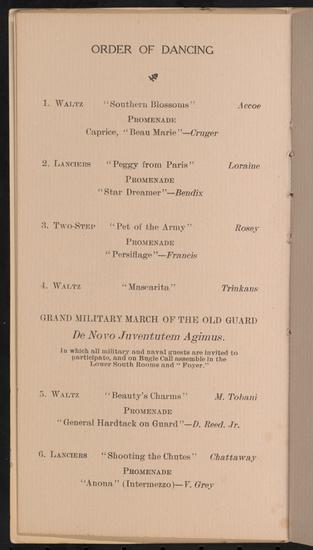 ORDER OF DANCING
1. Waltz "Southern Blossoms" Accoe
Promenade
Caprice, "Beau Marie"—Cruger
2. Lanciers "Peggy from Paris" Loraine
Promenade
"Star Dreamer"—Bendix
3. Two-Step "Pet of the Army" Rosey
Promenade
"Persiflage"—Francis
4. Waltz "Mascarita" Trinkaus
GRAND MILITARY MARCH OF THE OLD GUARD
De Novo Juventutem Agimus.
In which all military and naval guests are invited to
participate, and on Bugle Call assemble in the
Lower South Rooms and "Foyer."
5. Waltz "Beauty's Charms" M. Tobani
Promenade
"General Hardtack on Guard"—D. Reed, Jr.
6. Lanciers "Shooting the Chutes" Chattaway
Promenade
"Anona" (Intermezzo)—V. Grey